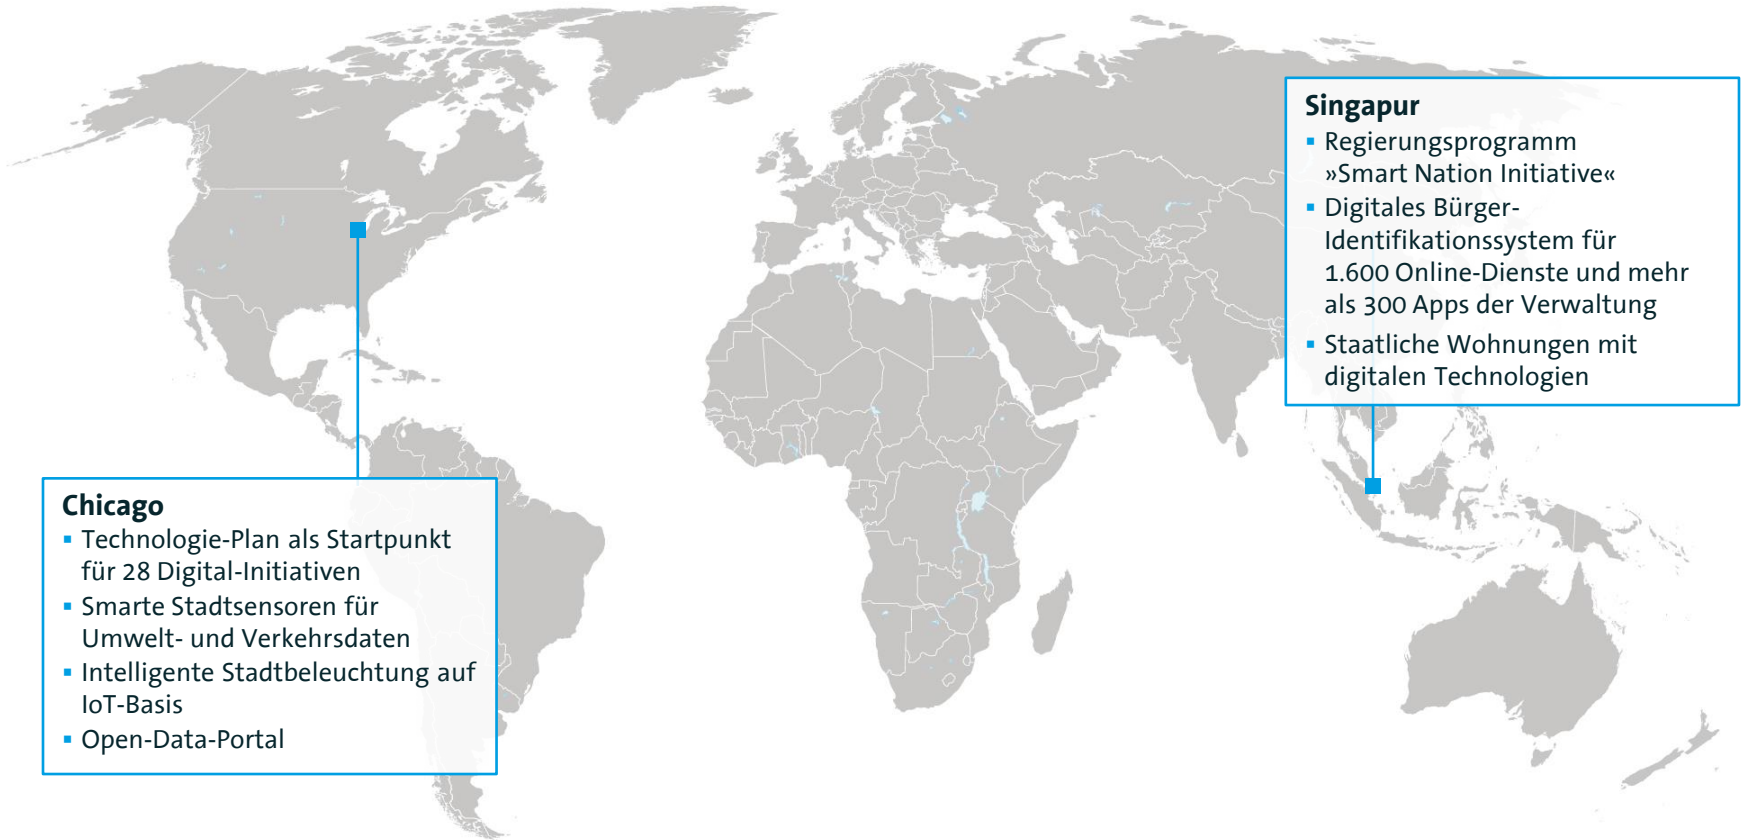 Singapur
▪ Regierungsprogramm
»Smart Nation Initiative«
▪ Digitales Bürger-
Identifikationssystem für
1.600 Online-Dienste und mehr
als 300 Apps der Verwaltung
▪ Staatliche Wohnungen mit
digitalen Technologien
Chicago
▪ Technologie-Plan als Startpunkt
für 28 Digital-Initiativen
▪ Smarte Stadtsensoren für
Umwelt- und Verkehrsdaten
▪ Intelligente Stadtbeleuchtung auf
IoT-Basis
▪ Open-Data-Portal